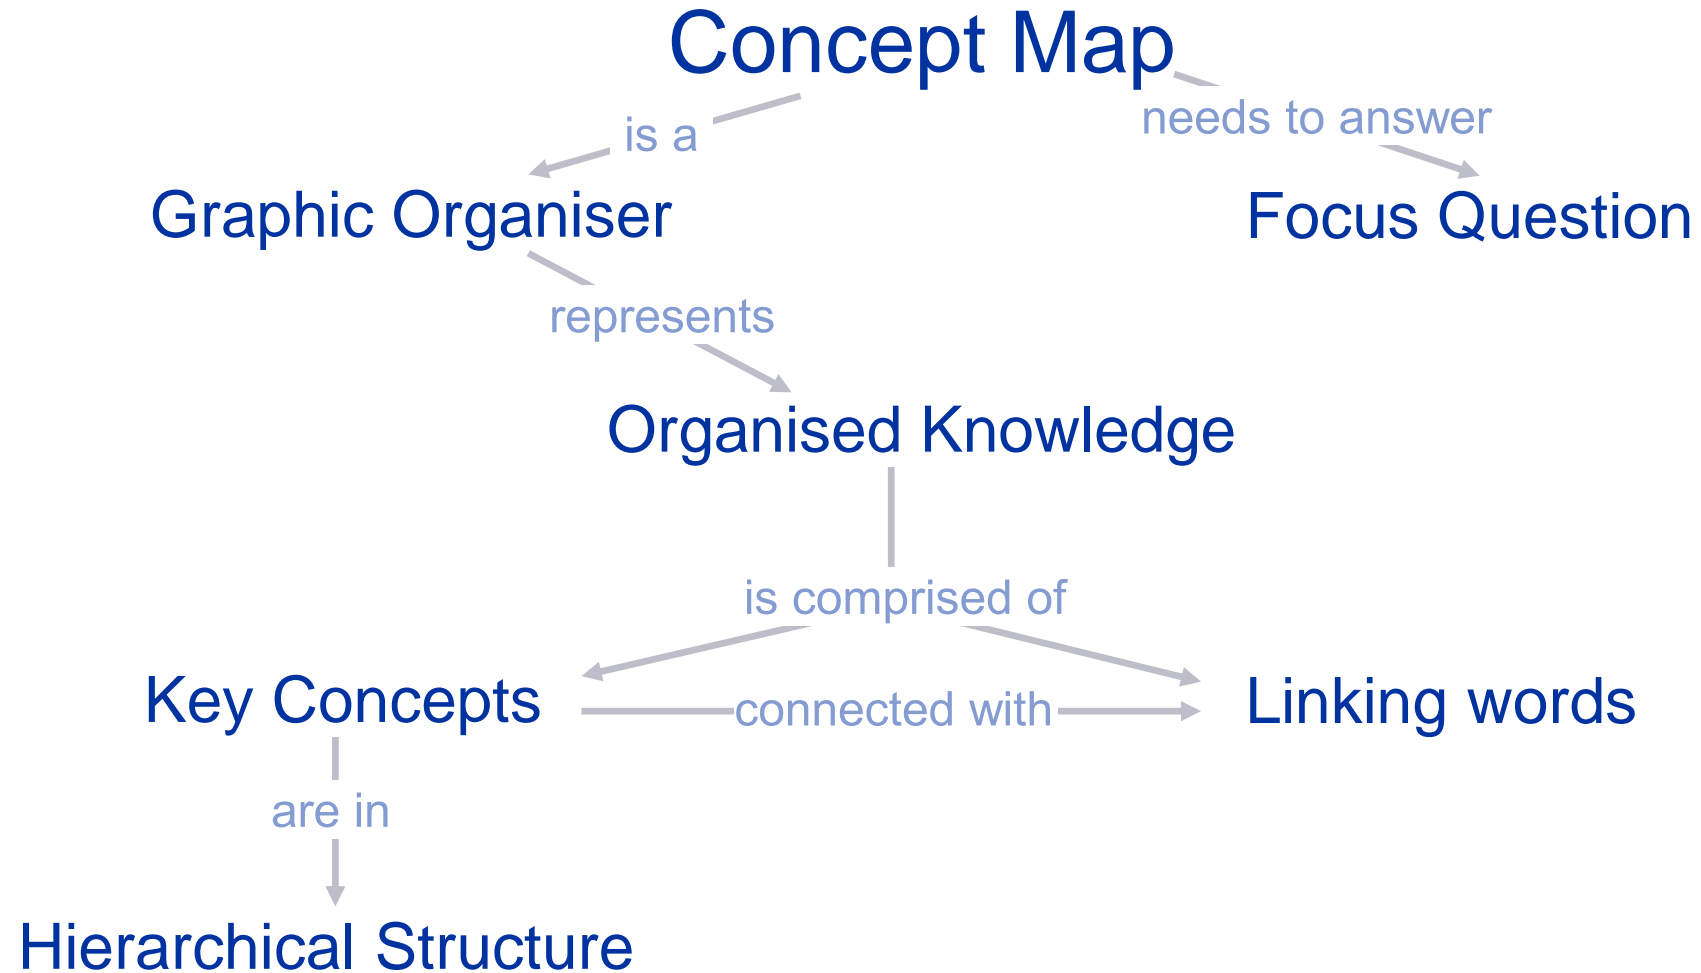 Concept Map
is a
needs to answer
Graphic Organiser
Focus Question
represents
Organised Knowledge
is comprised of
Key Concepts
connected with
Linking words
are in
Hierarchical Structure